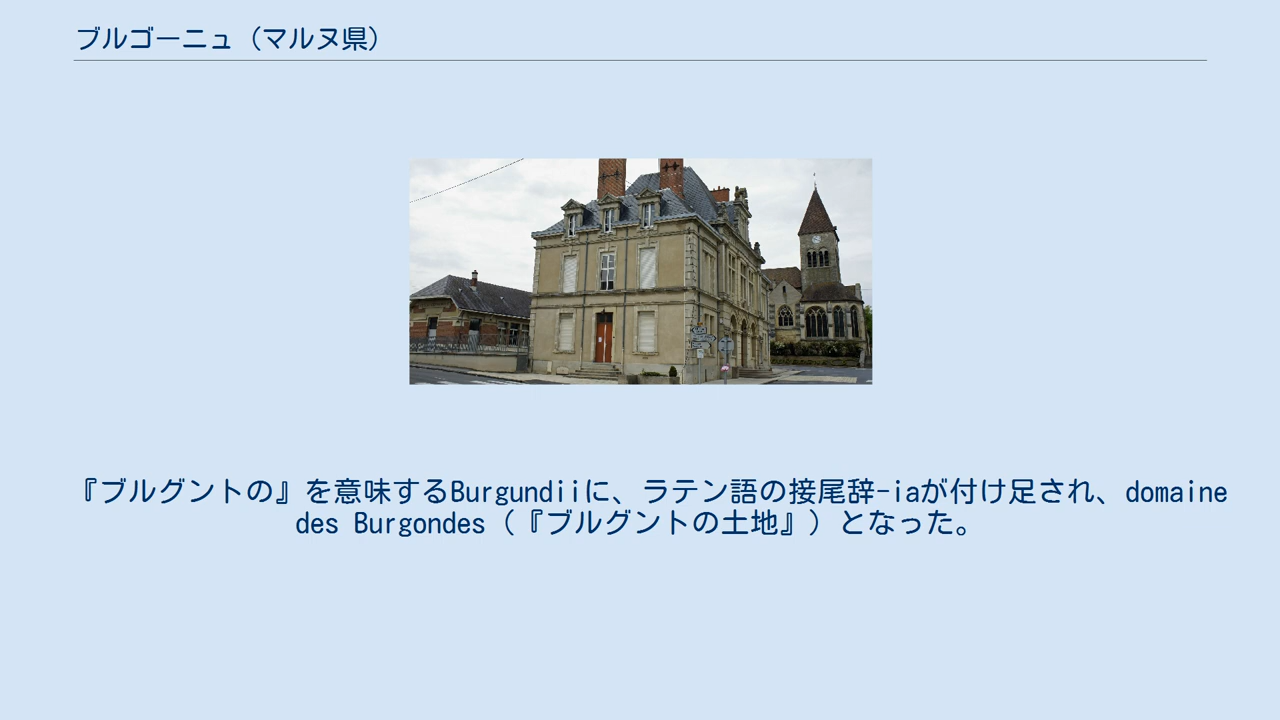 ブルゴーニュ（マルヌ県）
『ブルグントの』を意味するBurgundiiに、ラテン語の接尾辞-iaが付け足され、domaine
des Burgondes（『ブルグントの土地』）となった。